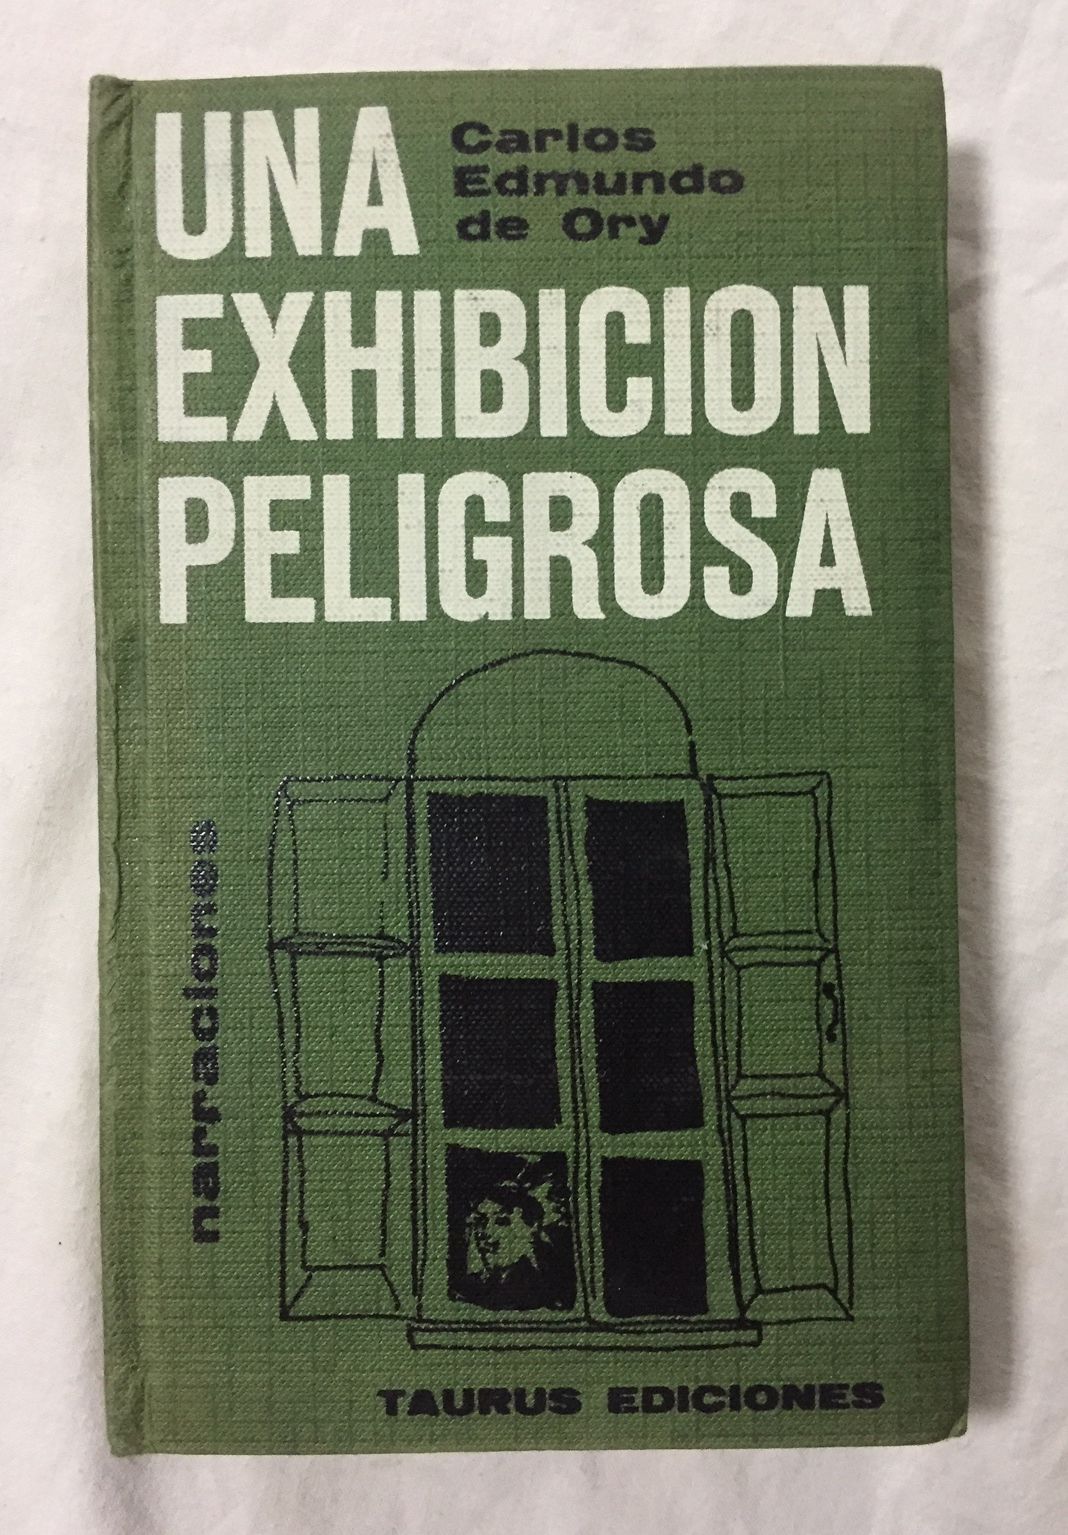 UNA
Carlos
Edmundo
de Ory
EXHIBICION
PELIGROSA
narraciones
TAURUS EDICIONES